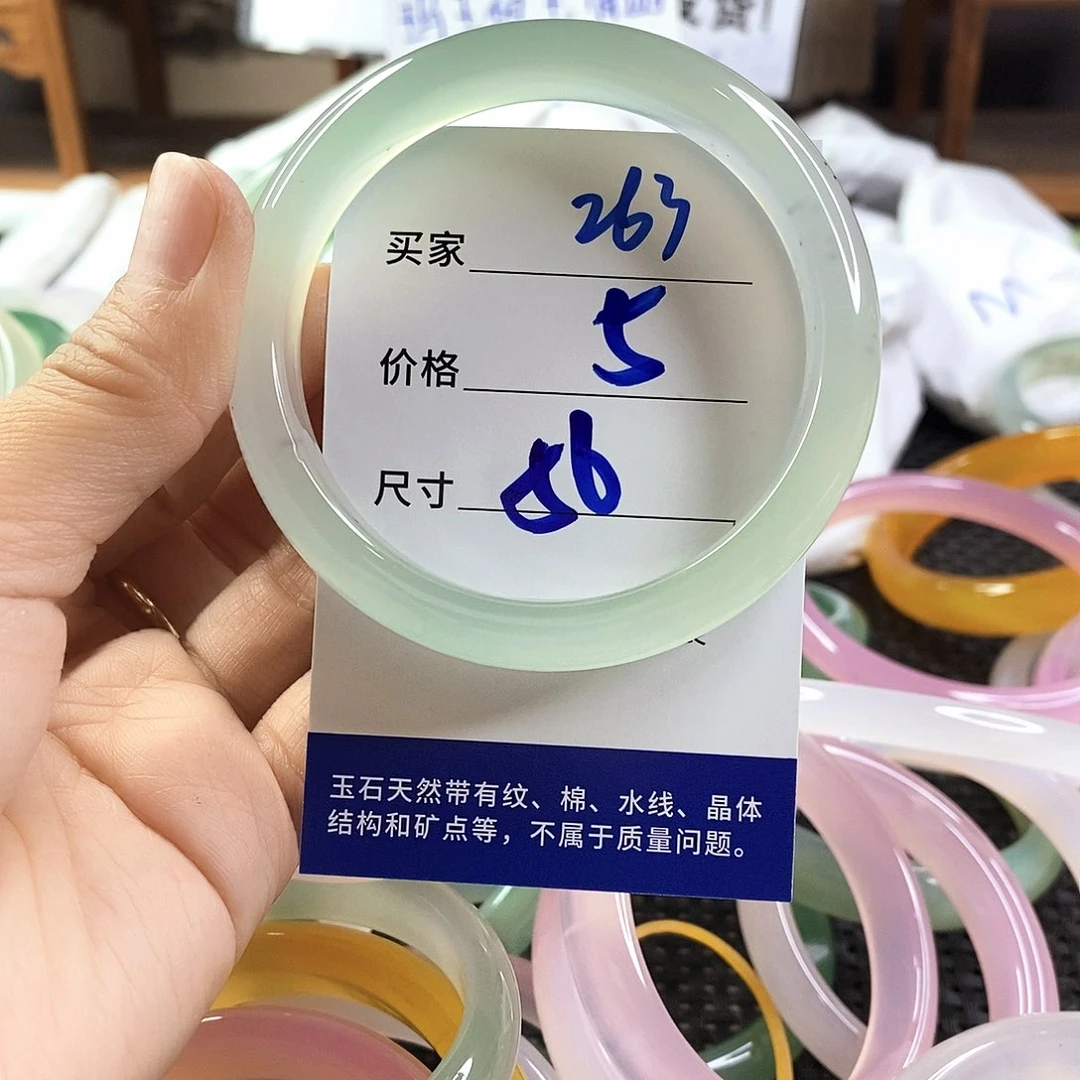 买家 263
价格 5
尺寸 56
玉石天然带有纹、棉、水线、晶体
结构和矿点等，不属于质量问题。